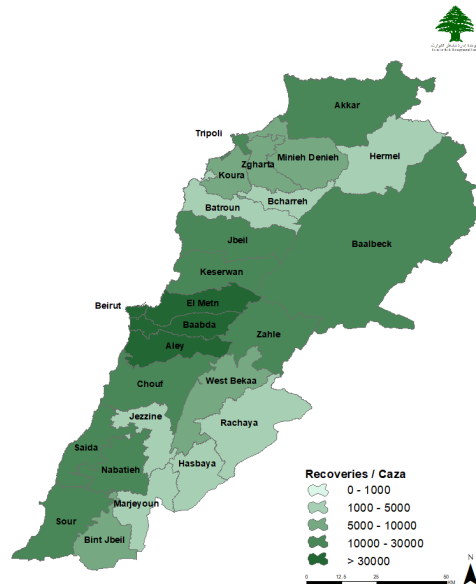 Akkar
Tripoli
Zgharta
Minieh Denieh
Hermel
Koura
Bcharreh
Batroun
Jbeil
Baalbeck
Keserwan
El Metn
Beirut
Baabda
Zahle
Aley
Chouf
West Bekaa
Jezzine
Rachaya
Saida
Hasbaya
Nabatieh
Marjeyoun
Sour
Bint Jbeil
Recoveries / Caza
0 - 1000
1000 - 5000
5000 - 10000
10000 - 30000
> 30000
N
0 12.5 25 50
KM